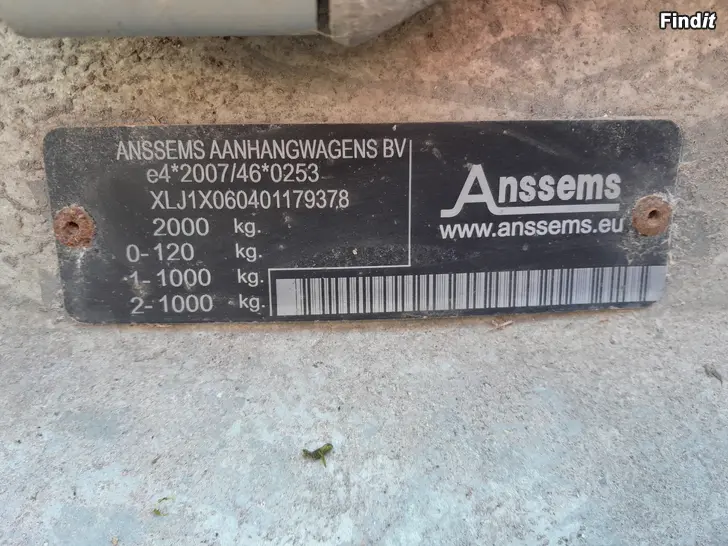 Findit
ANSSEMS AANHANGWAGENS BV
e4*2007/46*0253
XLJ1X060401179378
2000 kg.
0-120 kg.
1-1000 kg.
2-1000 kg.
Anssems
www.anssems.eu